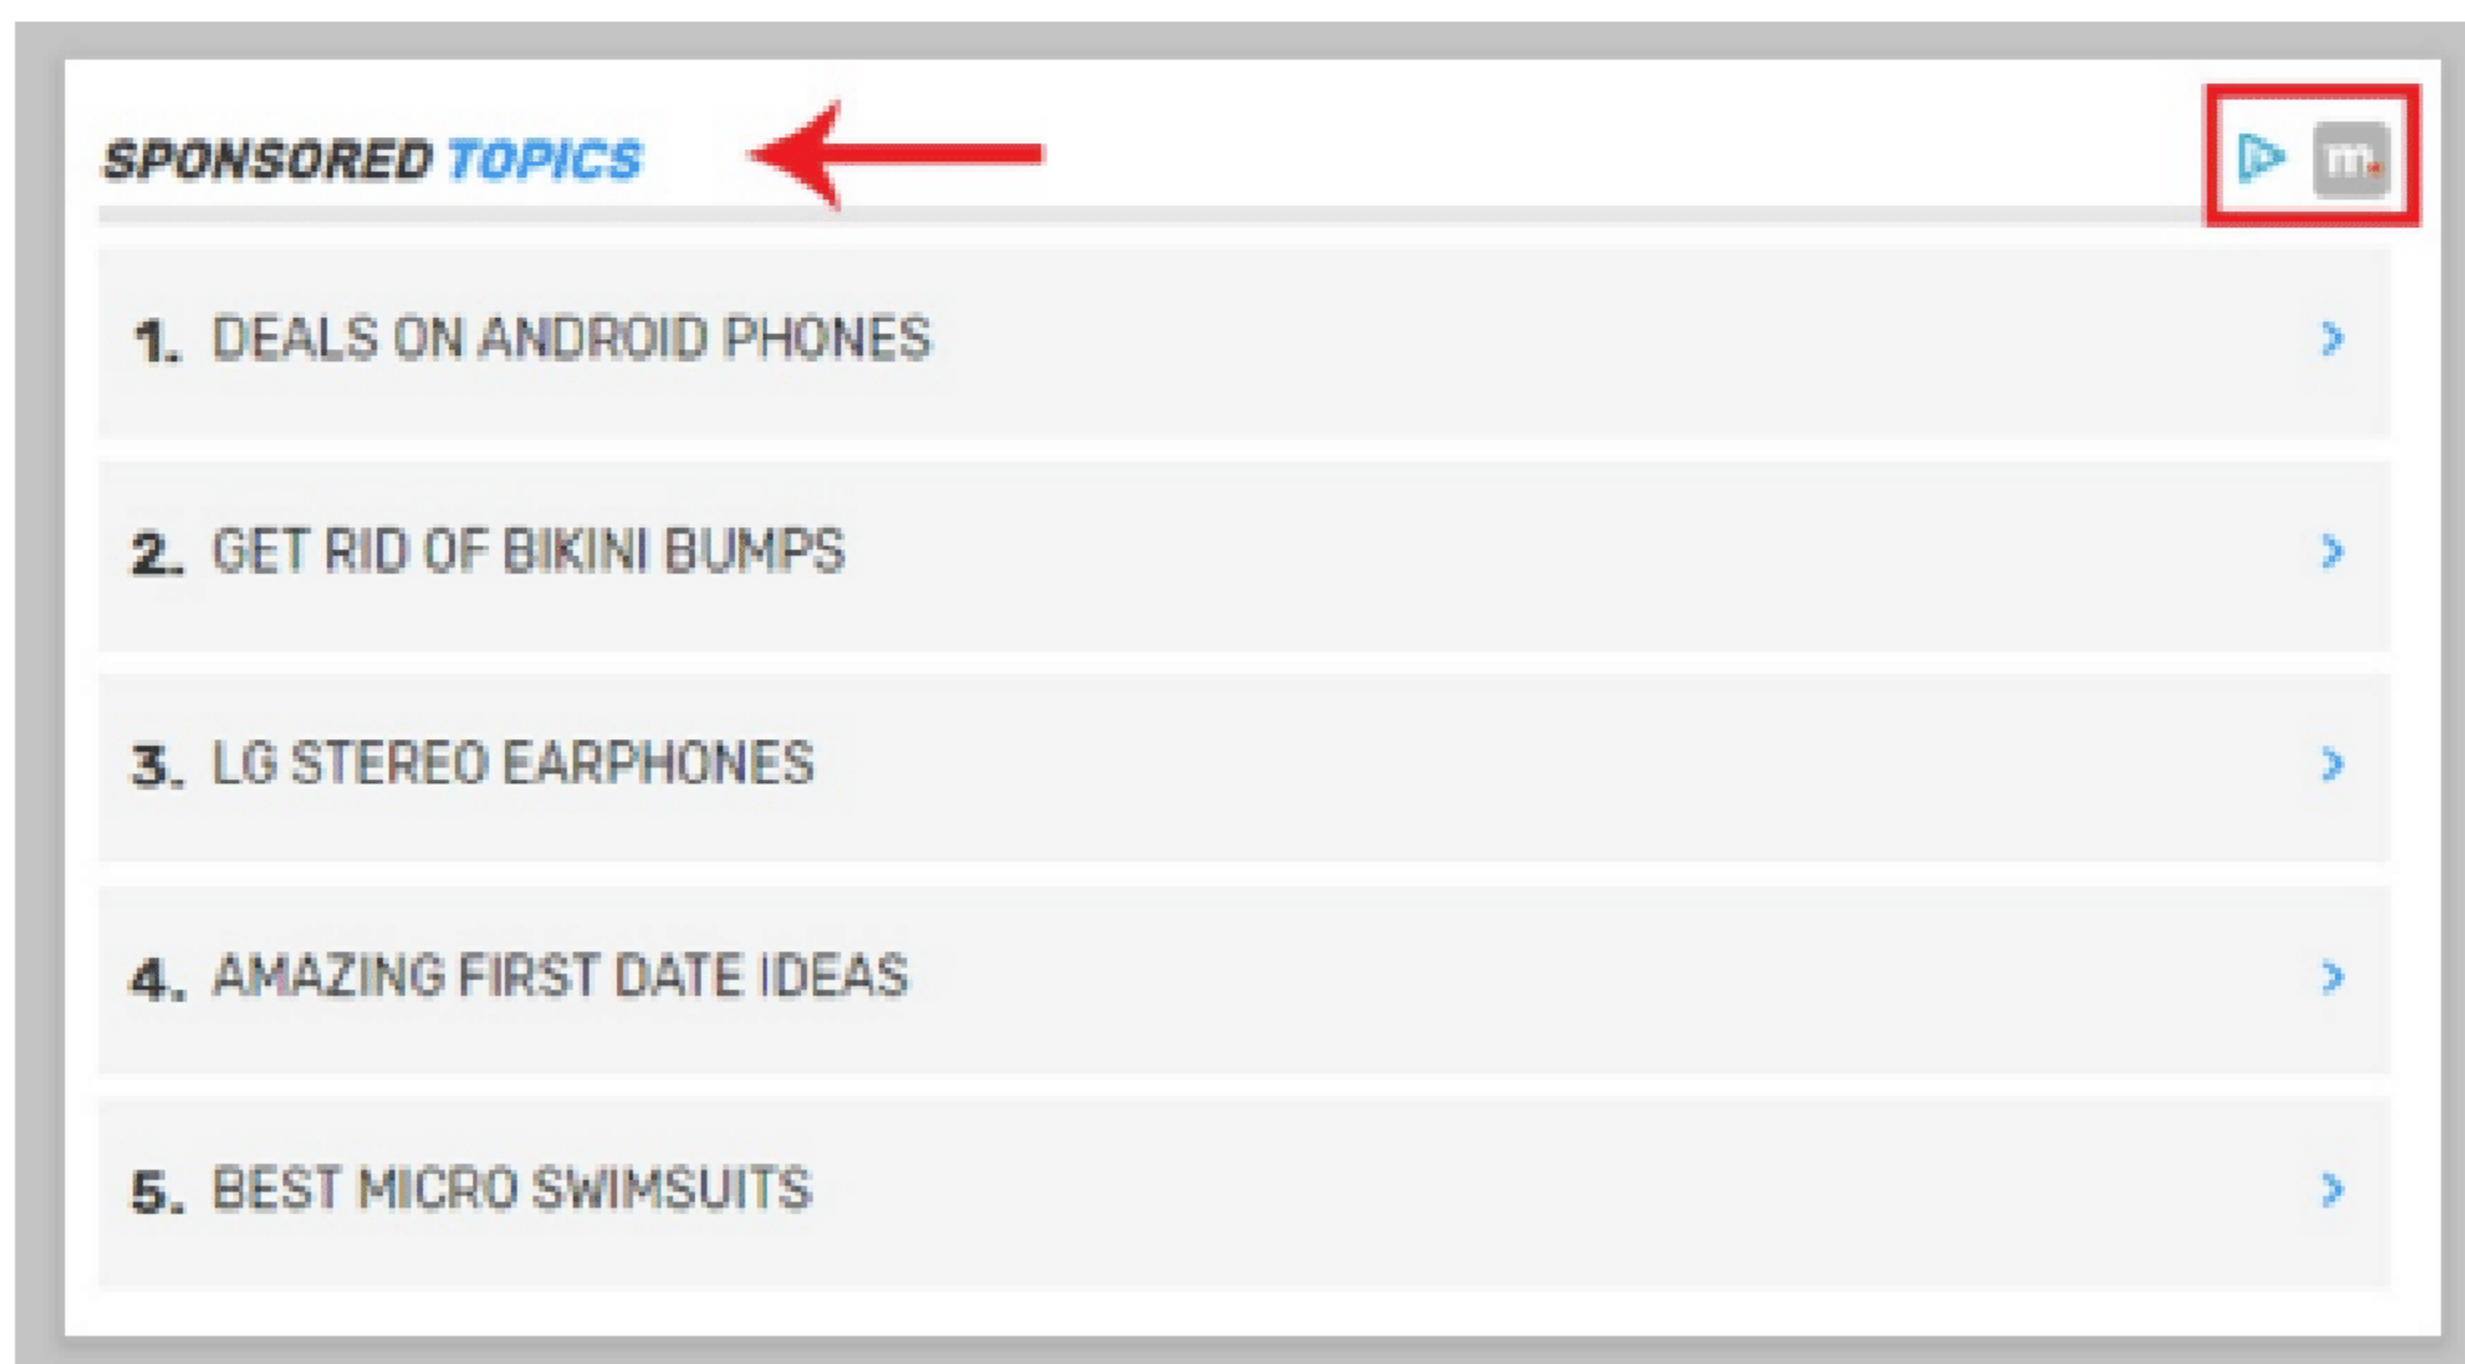 SPONSORED TOPICS
m.
1. DEALS ON ANDROID PHONES
2. GET RID OF BIKINI BUMPS
3. LG STEREO EARPHONES
4. AMAZING FIRST DATE IDEAS
5. BEST MICRO SWIMSUITS